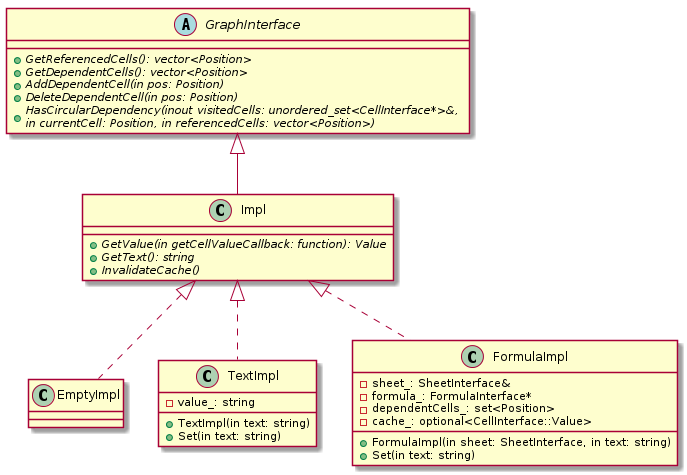 A GraphInterface
GetReferencedCells(): vector<Position>
GetDependentCells(): vector<Position>
AddDependentCell(in pos: Position)
DeleteDependentCell(in pos: Position)
HasCircularDependency(inout visitedCells: unordered_set<CellInterface*>&,
in currentCell: Position, in referencedCells: vector<Position>)
C Impl
GetValue(in getCellValueCallback: function): Value
GetText(): string
InvalidateCache()
C EmptyImpl
C TextImpl
value_: string
TextImpl(in text: string)
Set(in text: string)
C FormulaImpl
sheet_: SheetInterface&
formula_: FormulaInterface*
dependentCells_: set<Position>
cache_: optional<CellInterface::Value>
FormulaImpl(in sheet: SheetInterface, in text: string)
Set(in text: string)